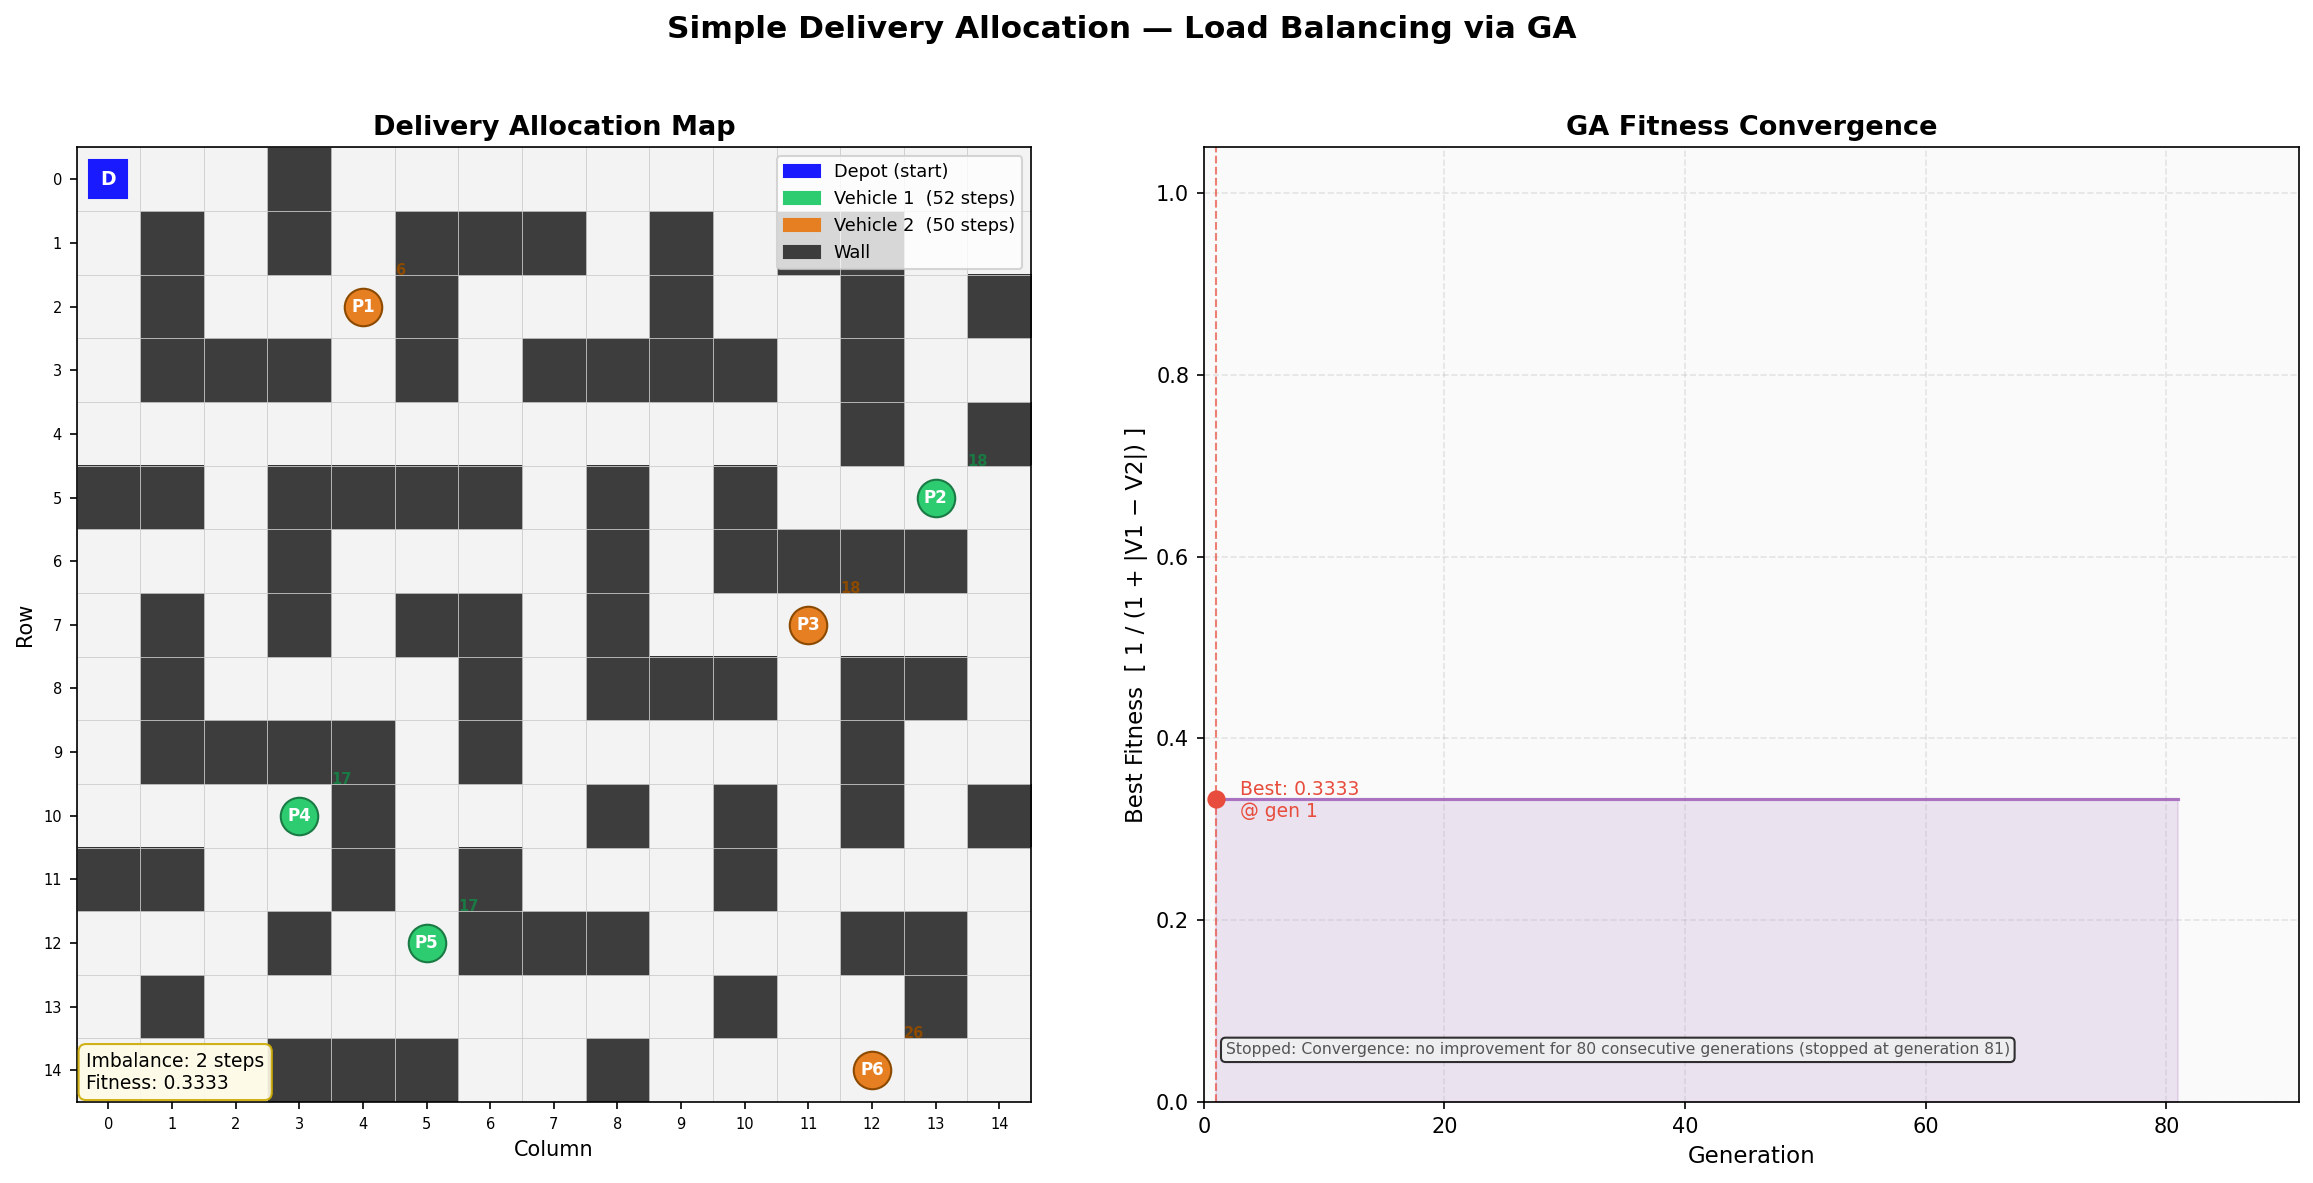 Simple Delivery Allocation — Load Balancing via GA
Delivery Allocation Map
D
Depot (start)
Vehicle 1 (52 steps)
Vehicle 2 (50 steps)
Wall
6
P1
18
P2
18
P3
17
P4
17
P5
26
P6
Imbalance: 2 steps
Fitness: 0.3333
0
1
2
3
4
5
6
7
8
9
10
11
12
13
14
Row
0 1 2 3 4 5 6 7 8 9 10 11 12 13 14
Column
GA Fitness Convergence
Best Fitness [ 1 / (1 + |V1 − V2|) ]
1.0
0.8
0.6
0.4
0.2
0.0
Best: 0.3333
@ gen 1
Stopped: Convergence: no improvement for 80 consecutive generations (stopped at generation 81)
0 20 40 60 80
Generation